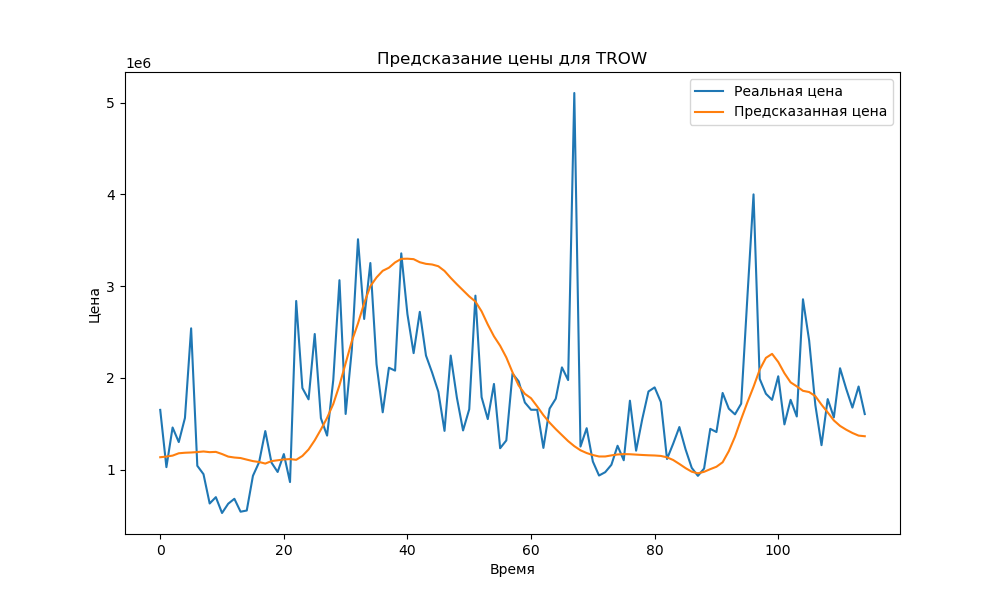 Предсказание цены для TROW
1e6
Реальная цена
Предсказанная цена
5
4
3
2
1
Цена
0 20 40 60 80 100
Время